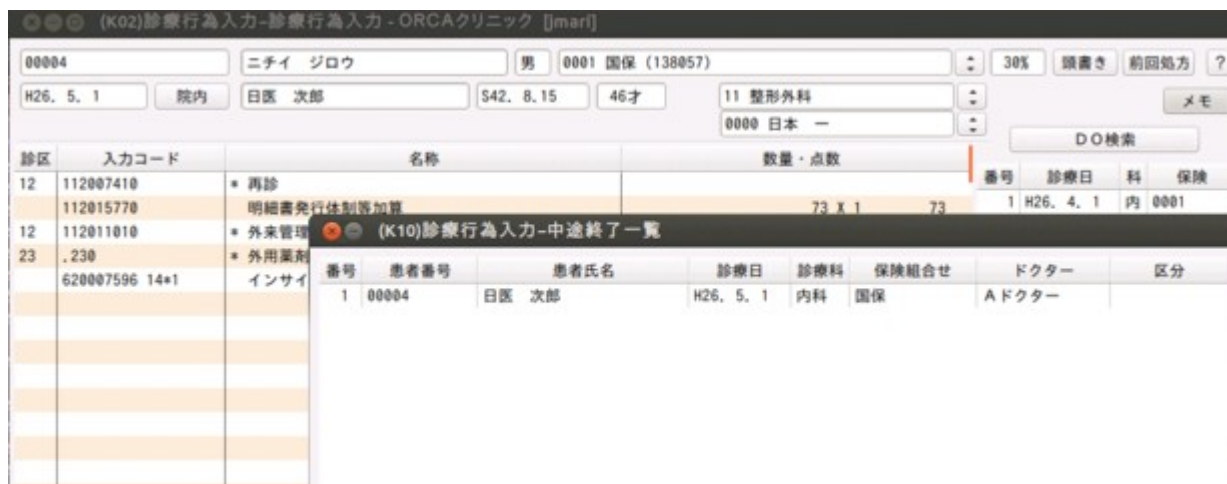 (K02)診療行為入力-診療行為入力 - ORCAクリニック [jmari]
00004 ニチイ ジロウ 男 0001 国保 (138057) 30% 頭書き 前回処方 ?
H26. 5. 1 院内 日医 次郎 S42. 8.15 46才 11 整形外科 メモ
0000 日本 一
DO検索
診区 入力コード 名称 数量・点数
番号 診療日 科 保険
12 112007410 * 再診
1 H26. 4. 1 内 0001
112015770 明細書発行体制等加算 73 X 1 73
12 112011010 * 外来管理
(K10)診療行為入力-中途終了一覧
23 .230 * 外用薬剤
番号 患者番号 患者氏名 診療日 診療科 保険組合せ ドクター 区分
620007596 14*1 インサイ
1 00004 日医 次郎 H26. 5. 1 内科 国保 Aドクター